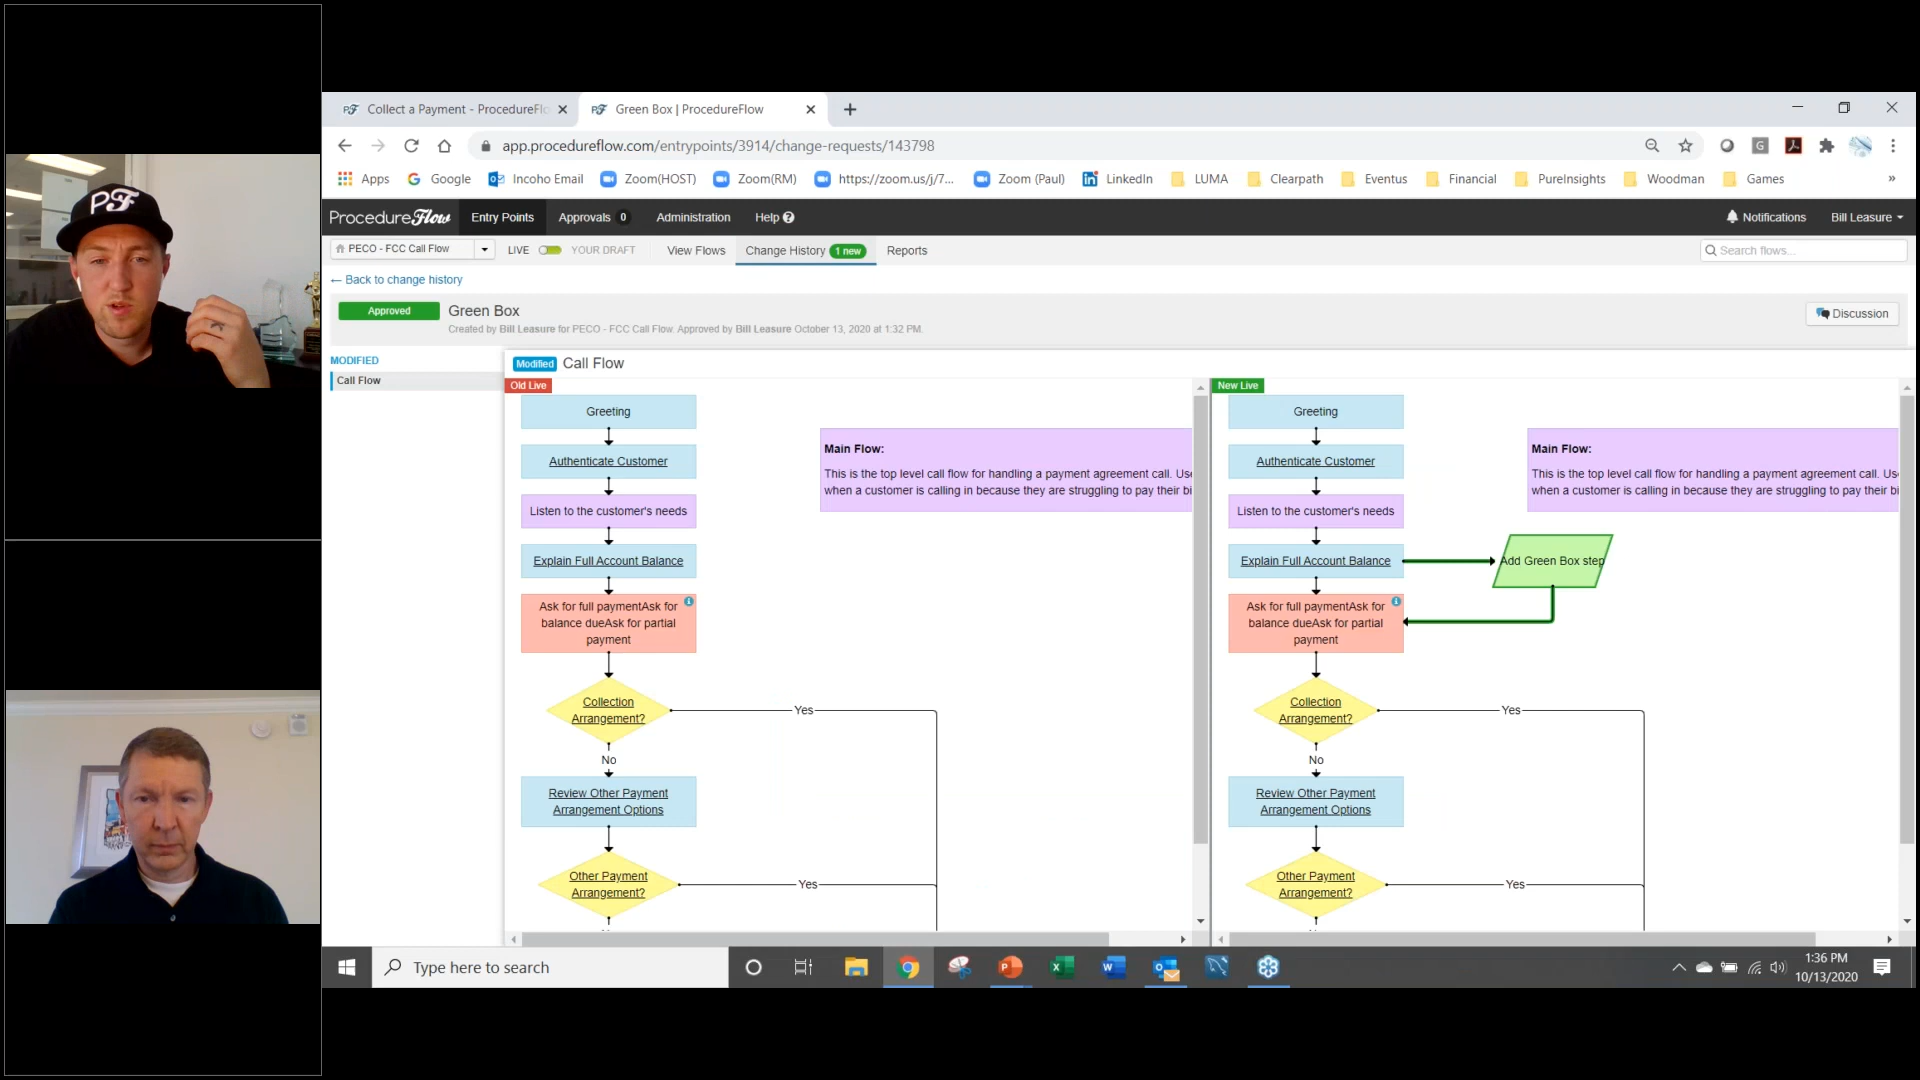 PF
Collect a Payment - ProcedureFlo
Green Box | ProcedureFlow
app.procedureflow.com/entrypoints/3914/change-requests/143798
Apps
Google
Incoho Email
Zoom(HOST)
Zoom(RM)
https://zoom.us/j/7...
Zoom (Paul)
LinkedIn
LUMA
Clearpath
Eventus
Financial
PureInsights
Woodman
Games
»
ProcedureFlow
Entry Points
Approvals 0
Administration
Help
Notifications
Bill Leasure
PECO - FCC Call Flow
LIVE
YOUR DRAFT
View Flows
Change History 1 new
Reports
Search flows...
← Back to change history
Approved
Green Box
Created by Bill Leasure for PECO - FCC Call Flow. Approved by Bill Leasure October 13, 2020 at 1:32 PM.
Discussion
MODIFIED
Call Flow
Modified Call Flow
Old Live
Greeting
Authenticate Customer
Listen to the customer's needs
Explain Full Account Balance
Ask for full paymentAsk for
balance dueAsk for partial
payment
Collection
Arrangement?
Yes
No
Review Other Payment
Arrangement Options
Other Payment
Arrangement?
Yes
Main Flow:
This is the top level call flow for handling a payment agreement call. Us
when a customer is calling in because they are struggling to pay their bi
New Live
Greeting
Authenticate Customer
Listen to the customer's needs
Explain Full Account Balance
Add Green Box step
Ask for full paymentAsk for
balance dueAsk for partial
payment
Collection
Arrangement?
Yes
No
Review Other Payment
Arrangement Options
Other Payment
Arrangement?
Yes
Main Flow:
This is the top level call flow for handling a payment agreement call. Us
when a customer is calling in because they are struggling to pay their bi
Type here to search
1:36 PM
10/13/2020